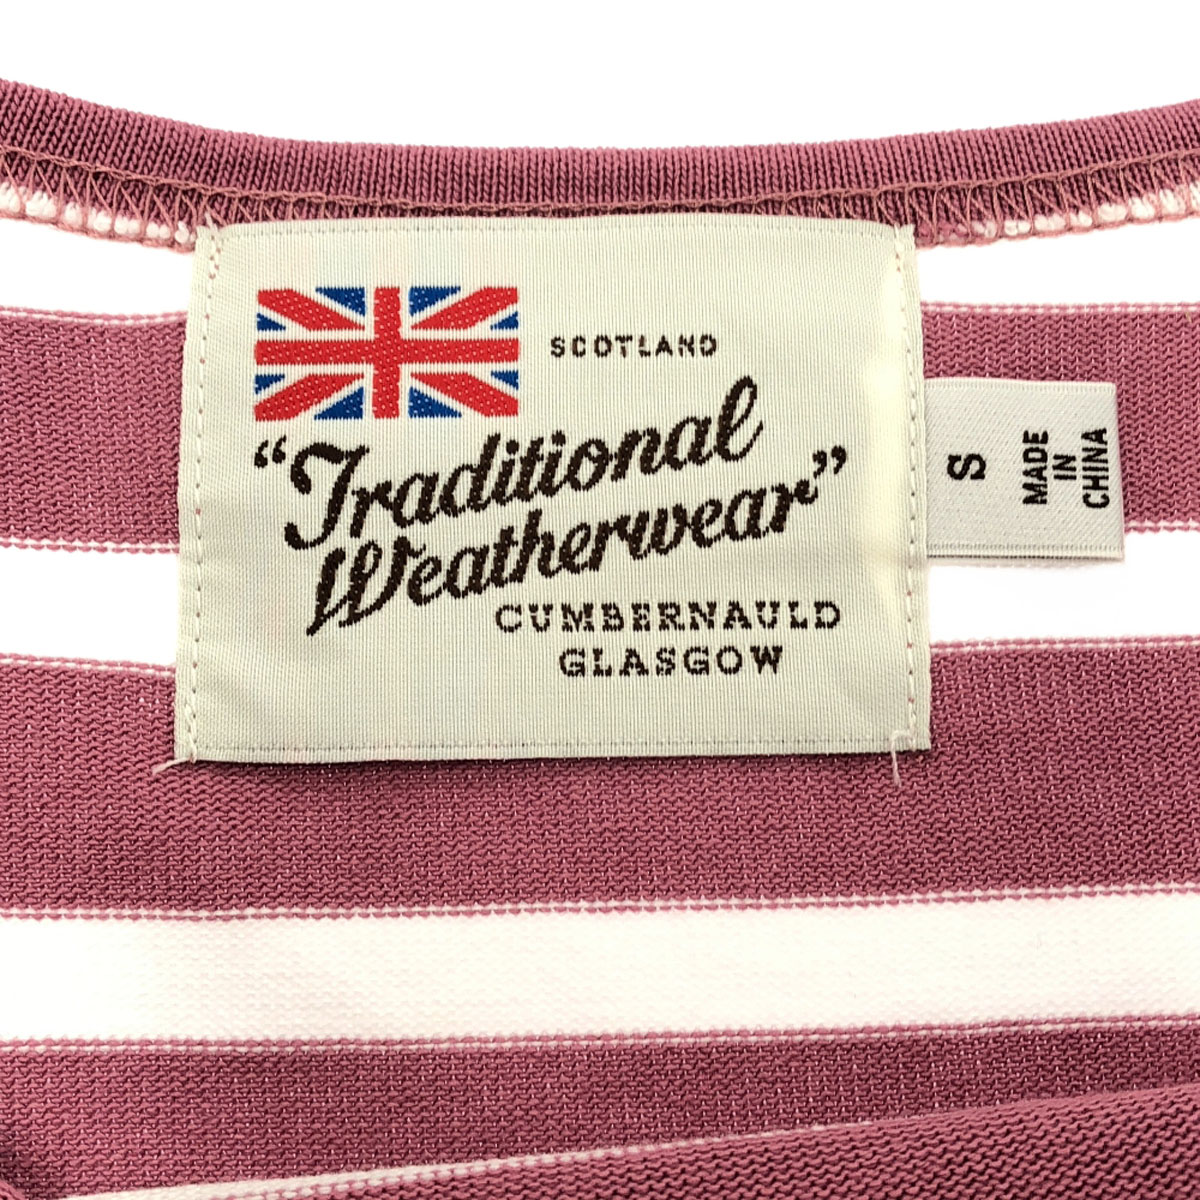 SCOTLAND
“Traditional
Weatherwear”
CUMBERNAULD
GLASGOW
S
MADE
IN
CHINA